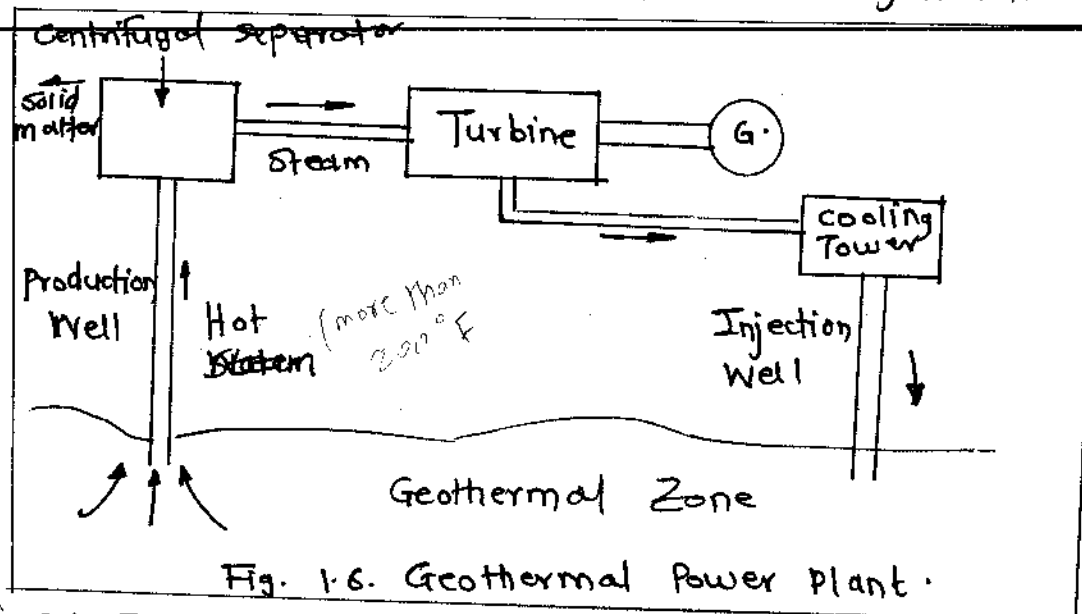 Centrifugal separator
solid
matter
Steam
Turbine
G.
Cooling
Tower
Production
Well
Hot
(more than
°F
Injection
Well
Geothermal Zone
Fig. 1.6. Geothermal Power Plant.